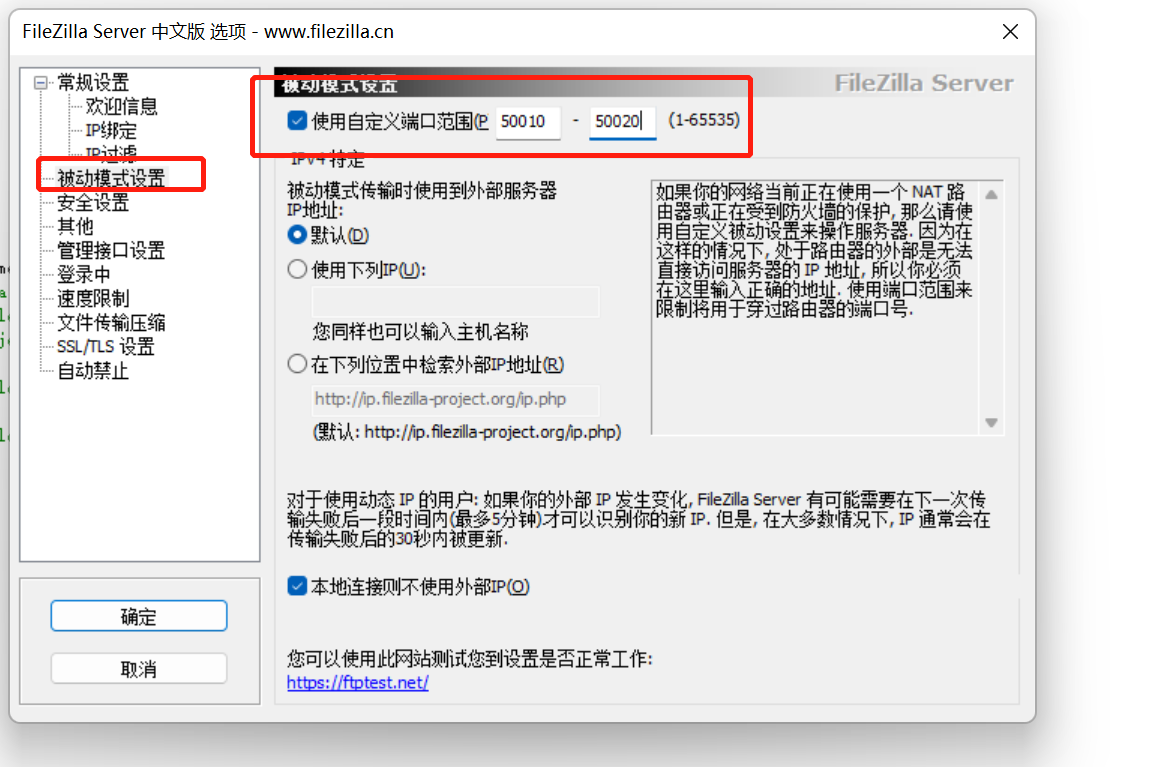 FileZilla Server 中文版 选项 - www.filezilla.cn
常规设置
欢迎信息
IP绑定
IP过滤
被动模式设置
安全设置
其他
管理接口设置
登录中
速度限制
文件传输压缩
SSL/TLS 设置
自动禁止
确定
取消
被动模式设置
FileZilla Server
使用自定义端口范围(P 50010 - 50020 (1-65535)
IPv4 特定
被动模式传输时使用到外部服务器
IP地址:
默认(D)
使用下列IP(U):
您同样也可以输入主机名称
在下列位置中检索外部IP地址(R)
http://ip.filezilla-project.org/ip.php
(默认: http://ip.filezilla-project.org/ip.php)
如果你的网络当前正在使用一个 NAT 路
由器或正在受到防火墙的保护, 那么请使
用自定义被动设置来操作服务器. 因为在
这样的情况下, 处于路由器的外部是无法
直接访问服务器的 IP 地址, 所以你必须
在这里输入正确的地址. 使用端口范围来
限制将用于穿过路由器的端口号.
对于使用动态 IP 的用户: 如果你的外部 IP 发生变化, FileZilla Server 有可能需要在下一次传
输失败后一段时间内(最多5分钟)才可以识别你的新 IP. 但是, 在大多数情况下, IP 通常会在
传输失败后的30秒内被更新.
本地连接则不使用外部IP(O)
您可以使用此网站测试您到设置是否正常工作:
https://ftptest.net/